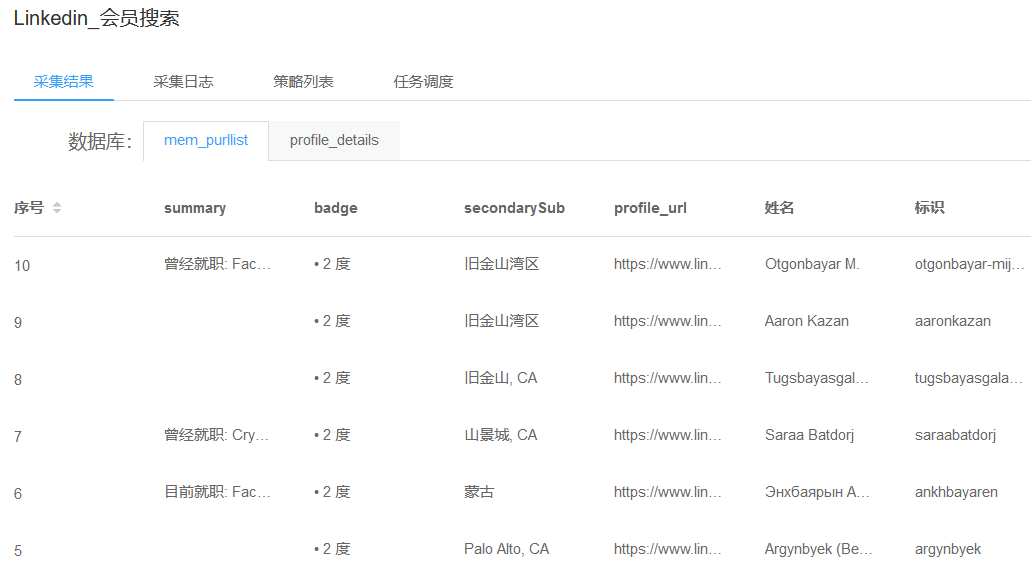 Linkedin_会员搜索
采集结果 采集日志 策略列表 任务调度
数据库: mem_purllist profile_details
序号 summary badge secondarySub profile_url 姓名 标识
10 曾经就职: Fac… • 2 度 旧金山湾区 https://www.lin… Otgonbayar M. otgonbayar-mij…
9 • 2 度 旧金山湾区 https://www.lin… Aaron Kazan aaronkazan
8 • 2 度 旧金山, CA https://www.lin… Tugsbayasgal… tugsbayasgala…
7 曾经就职: Cry… • 2 度 山景城, CA https://www.lin… Saraa Batdorj saraabatdorj
6 目前就职: Fac… • 2 度 蒙古 https://www.lin… Энхбаярын А… ankhbayaren
5 • 2 度 Palo Alto, CA https://www.lin… Argynbyek (Be… argynbyek